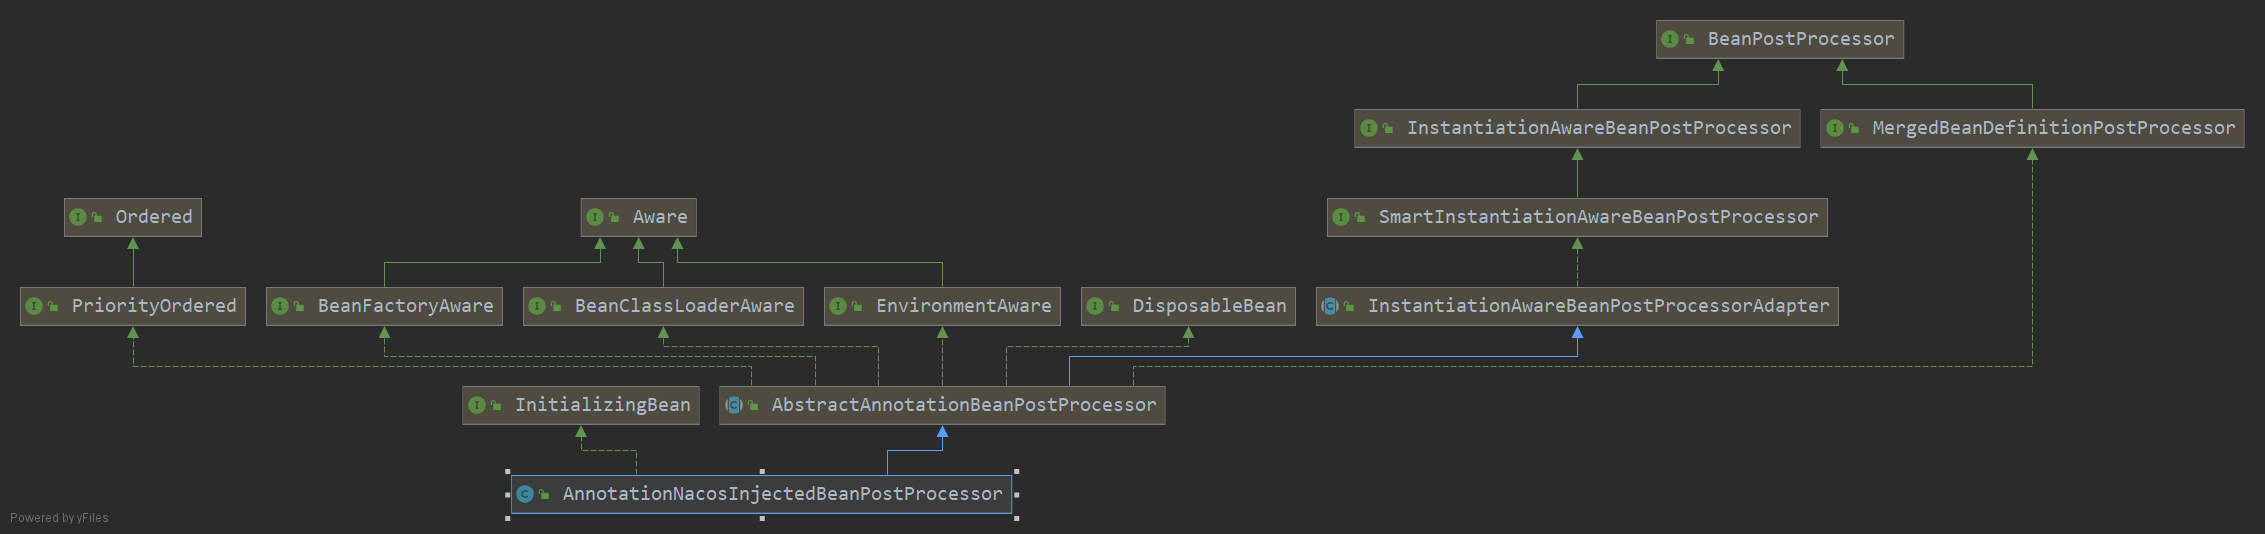 BeanPostProcessor
InstantiationAwareBeanPostProcessor
MergedBeanDefinitionPostProcessor
Ordered
Aware
SmartInstantiationAwareBeanPostProcessor
PriorityOrdered
BeanFactoryAware
BeanClassLoaderAware
EnvironmentAware
DisposableBean
InstantiationAwareBeanPostProcessorAdapter
InitializingBean
AbstractAnnotationBeanPostProcessor
AnnotationNacosInjectedBeanPostProcessor
Powered by yFiles